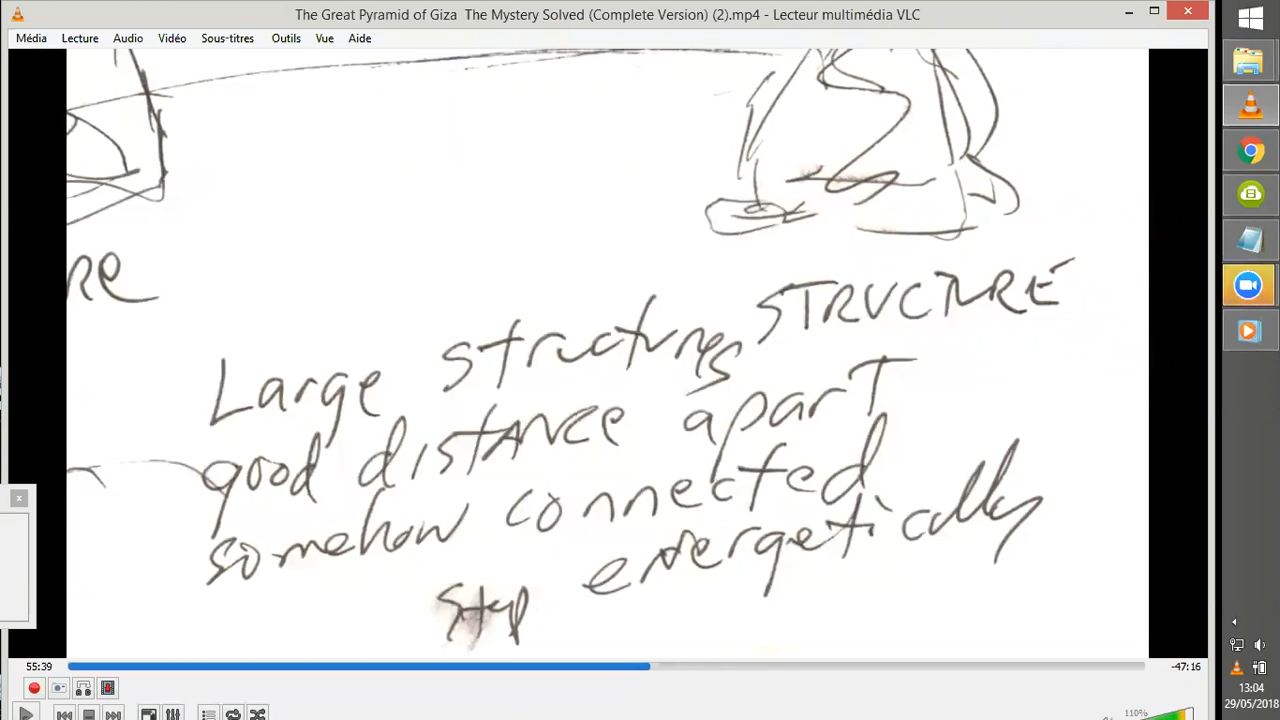 The Great Pyramid of Giza  The Mystery Solved (Complete Version) (2).mp4 - Lecteur multimédia VLC
Média Lecture Audio Vidéo Sous-titres Outils Vue Aide
STRUCTURE
Large structures
good distance apart
somehow connected
energetically
55:39
-47:16
13:04
29/05/2018
110%